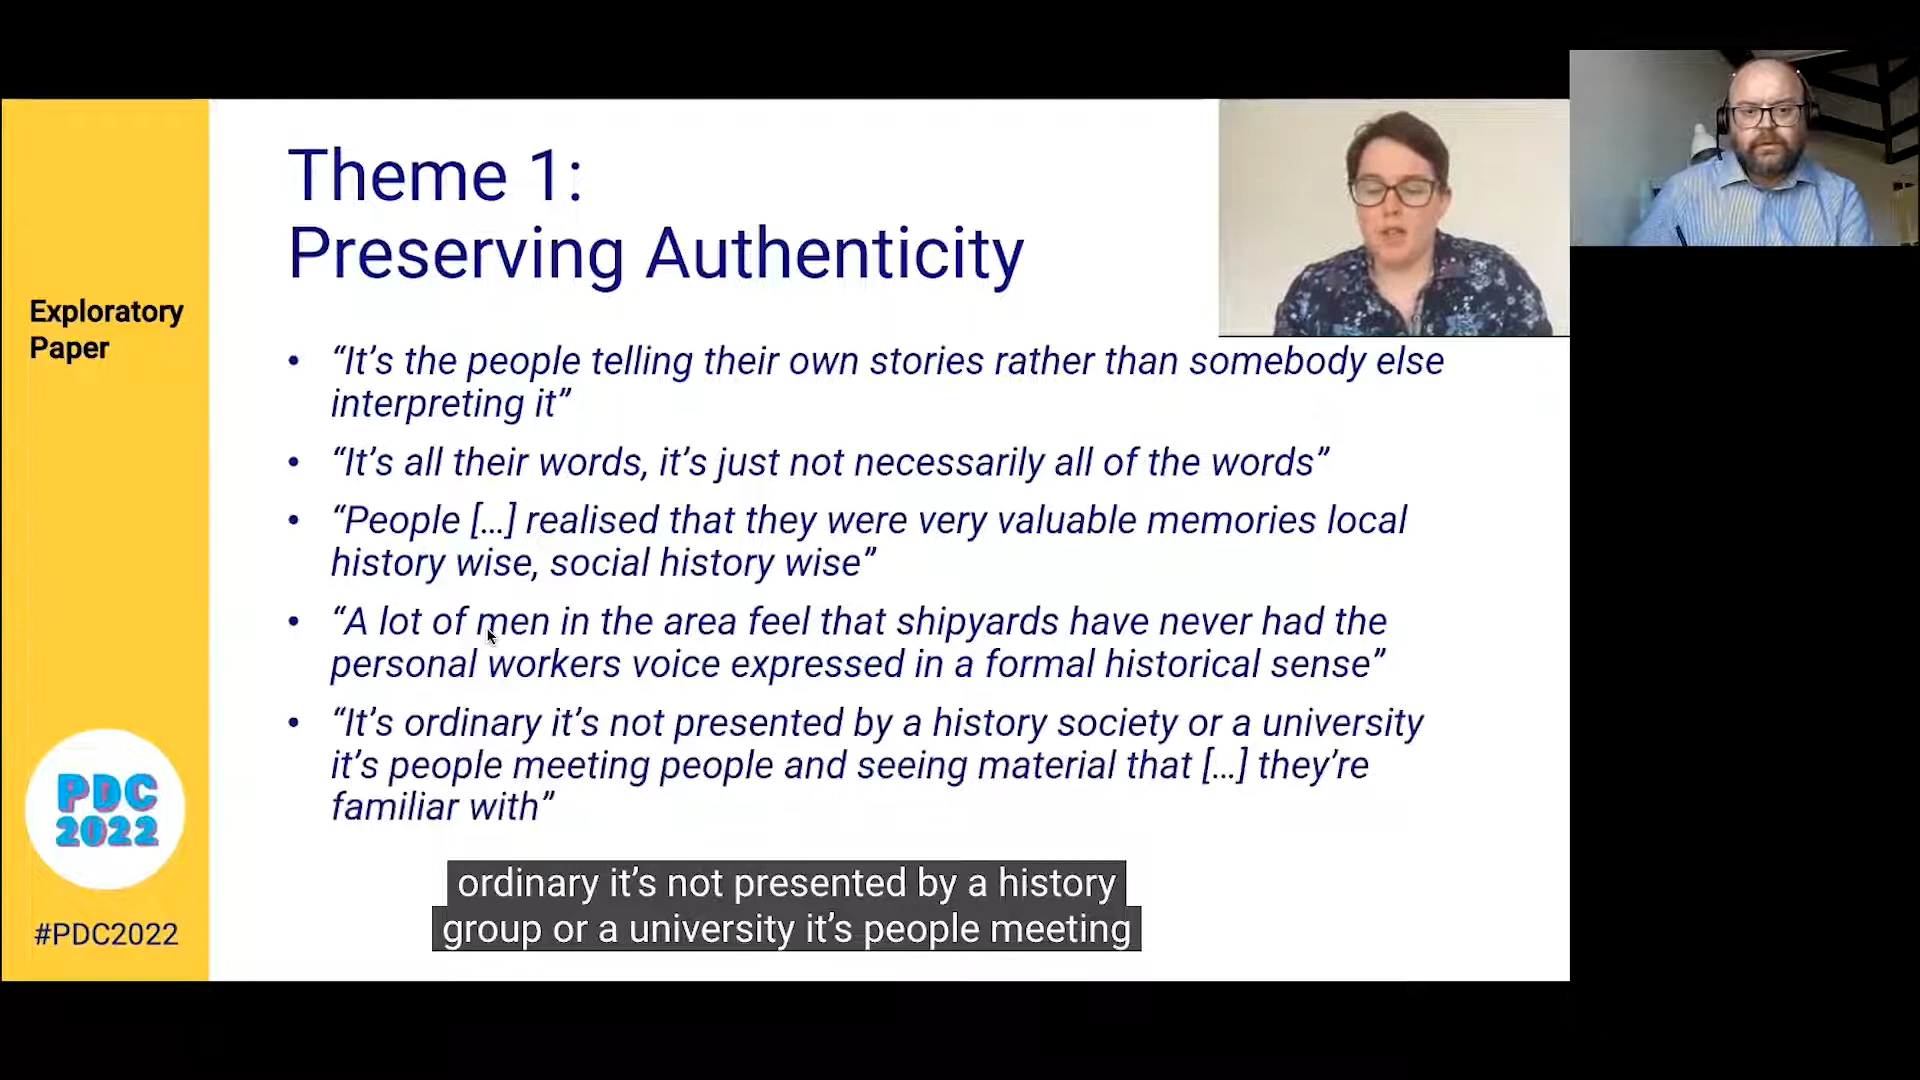 Theme 1:
Preserving Authenticity
Exploratory
Paper
• “It’s the people telling their own stories rather than somebody else
interpreting it”
• “It’s all their words, it’s just not necessarily all of the words”
• “People [...] realised that they were very valuable memories local
history wise, social history wise”
• “A lot of men in the area feel that shipyards have never had the
personal workers voice expressed in a formal historical sense”
• “It’s ordinary it’s not presented by a history society or a university
it’s people meeting people and seeing material that [...] they’re
familiar with”
PDC
2022
#PDC2022
ordinary it’s not presented by a history
group or a university it’s people meeting